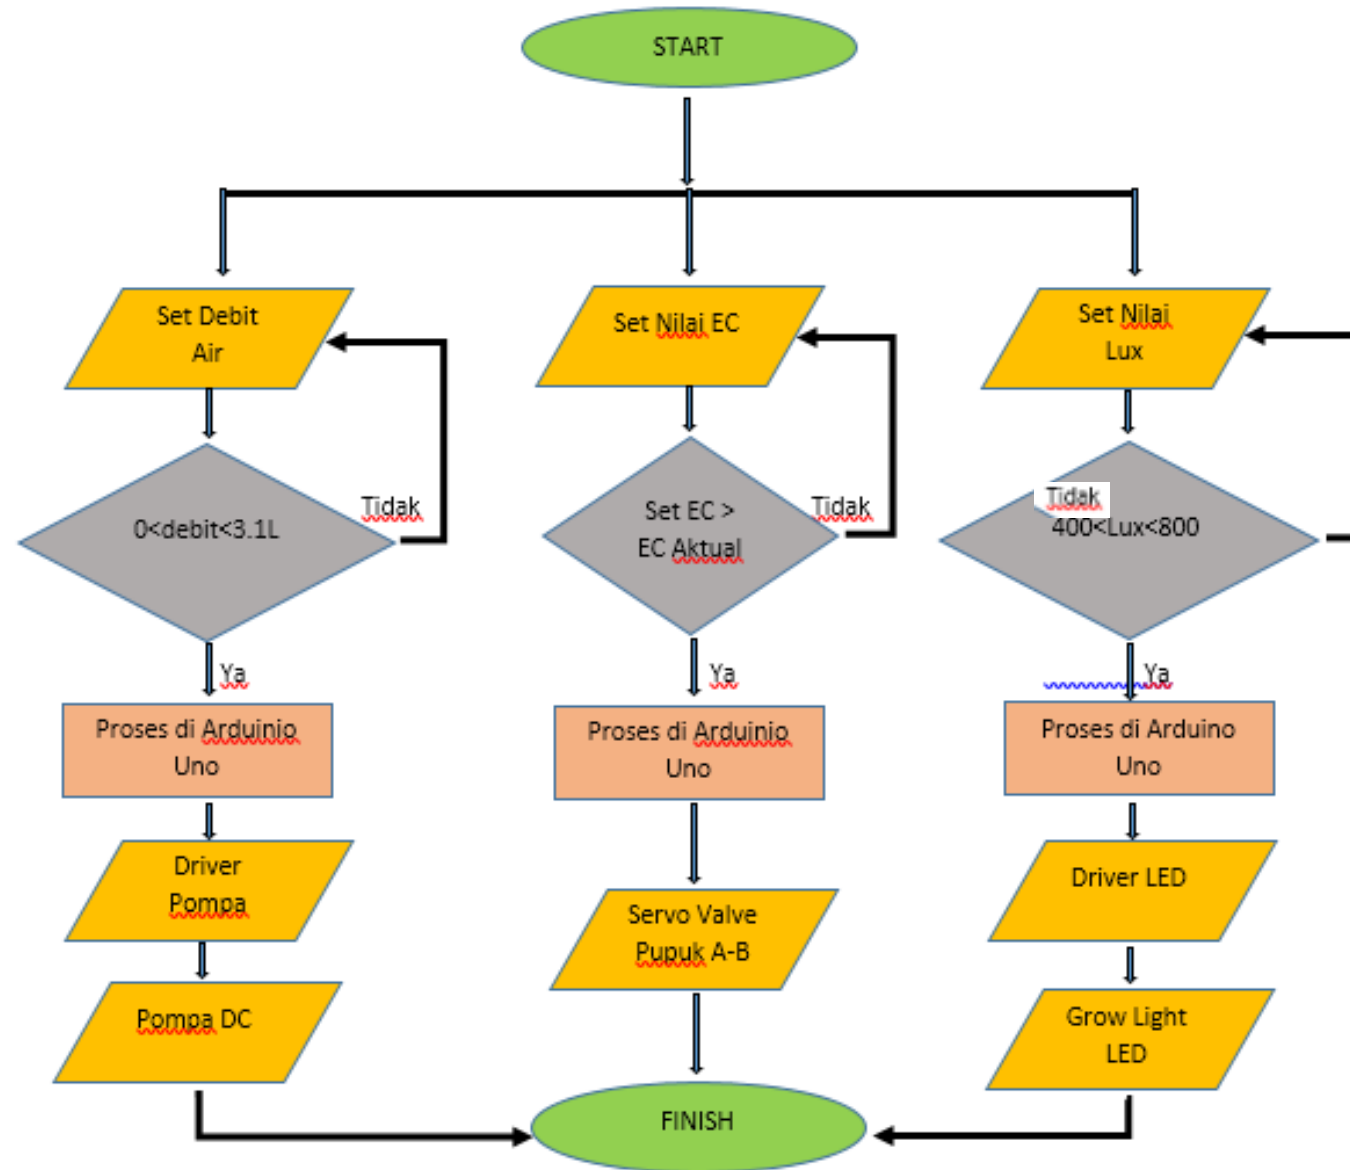 START
Set Debit
Air
Set Nilai EC
Set Nilai
Lux
0<debit<3.1L
Tidak
Set EC >
EC Aktual
Tidak
Tidak
400<Lux<800
Ya
Ya
Ya
Proses di Arduinio
Uno
Proses di Arduinio
Uno
Proses di Arduino
Uno
Driver
Pompa
Servo Valve
Pupuk A-B
Driver LED
Pompa DC
Grow Light
LED
FINISH